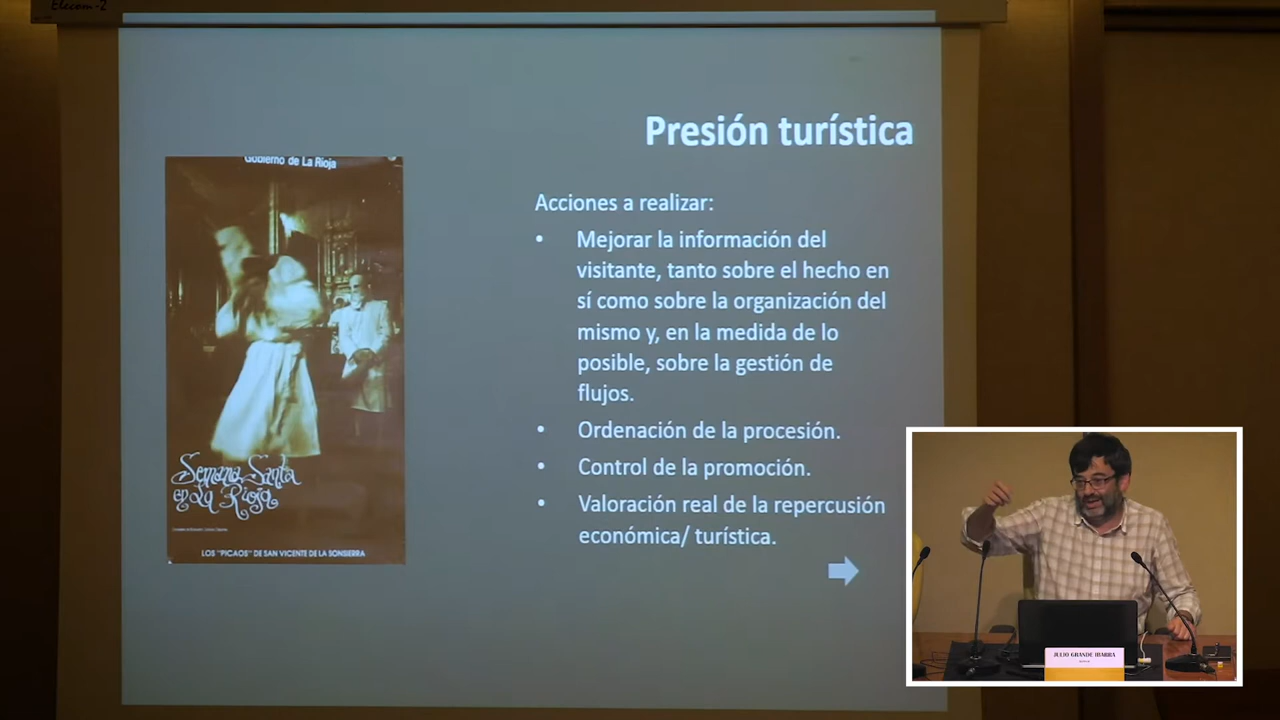 Elecom-2
Presión turística
Gobierno de La Rioja
Acciones a realizar:
• Mejorar la información del
visitante, tanto sobre el hecho en
sí como sobre la organización del
mismo y, en la medida de lo
posible, sobre la gestión de
flujos.
• Ordenación de la procesión.
• Control de la promoción.
• Valoración real de la repercusión
económica/ turística.
Semana Santa
en La Rioja
LOS "PICAOS" DE SAN VICENTE DE LA SONSIERRA
JULIO GRANDE IBARRA